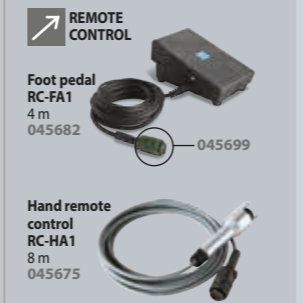 REMOTE
CONTROL
Foot pedal
RC-FA1
4 m
045682
045699
Hand remote
control
RC-HA1
8 m
045675